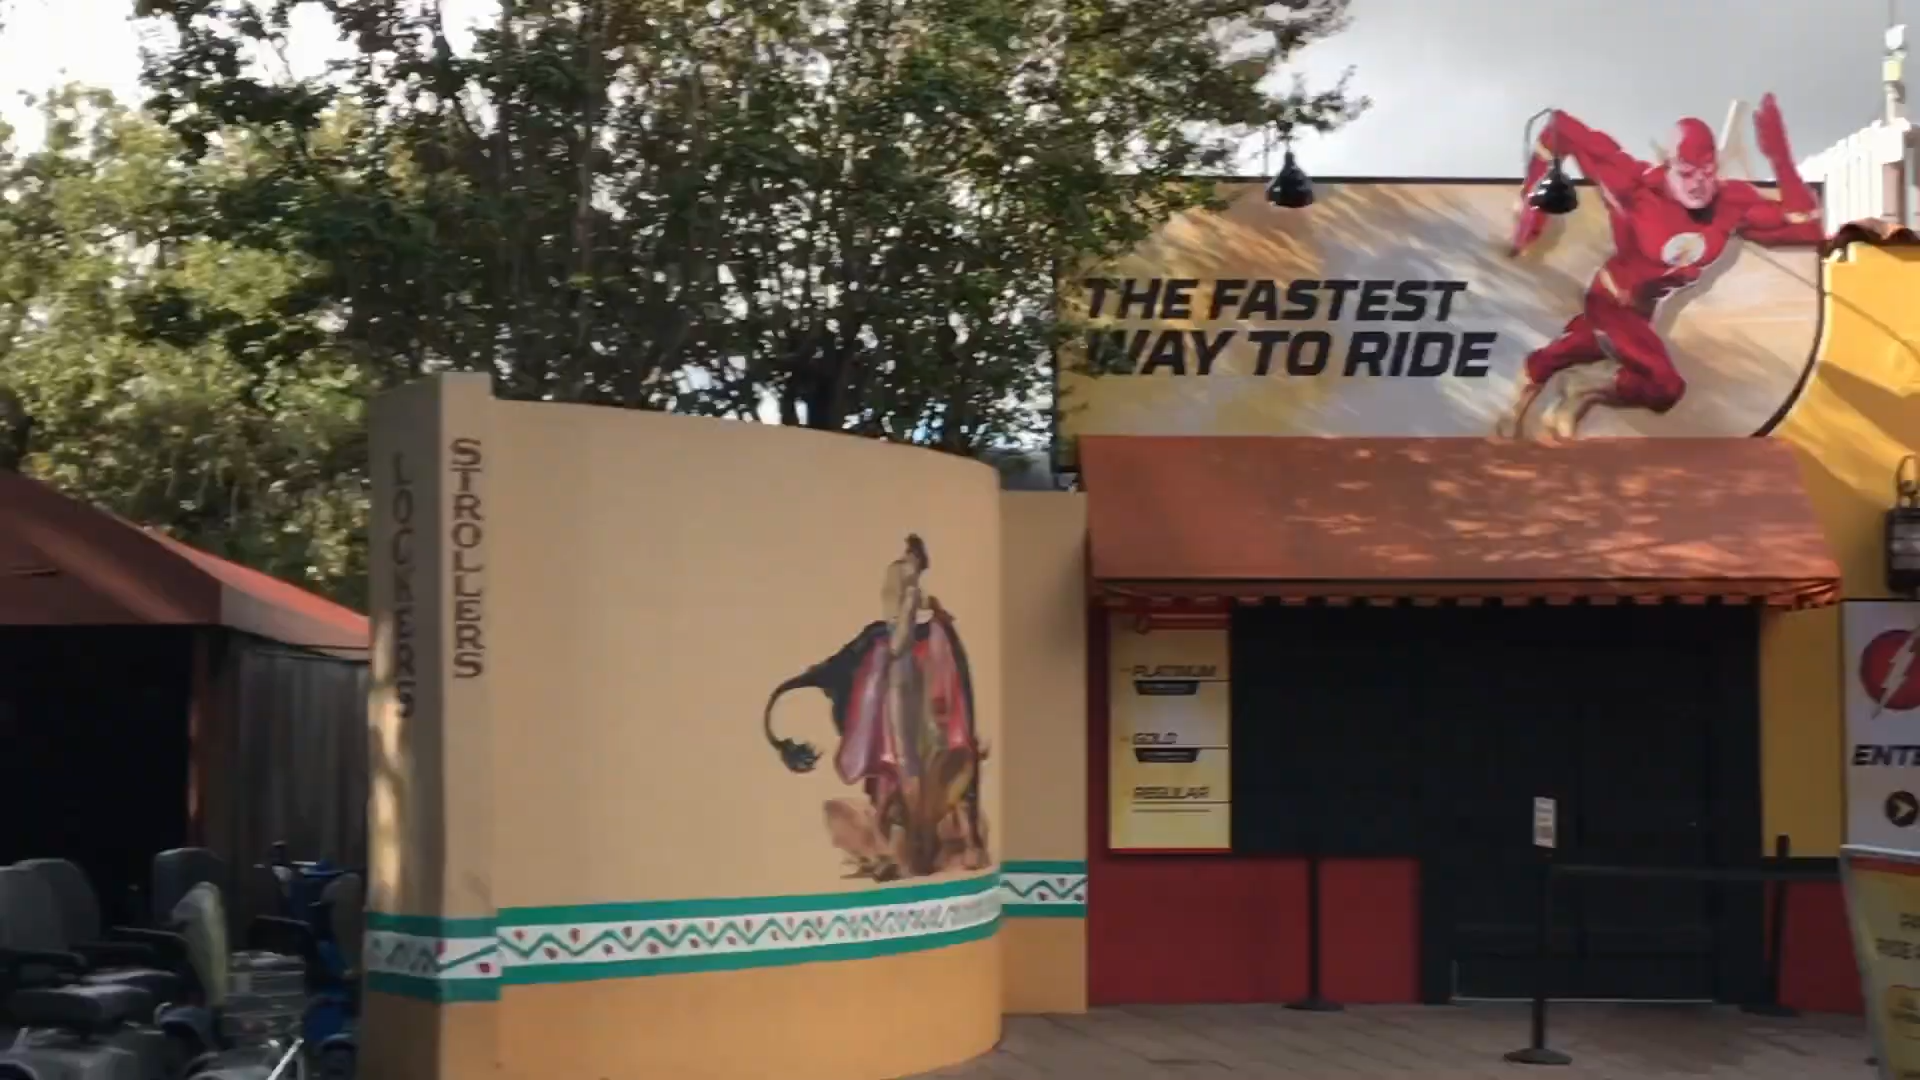 LOCKERS
STROLLERS
THE FASTEST
WAY TO RIDE
PLATINUM
GOLD
REGULAR
ENTE